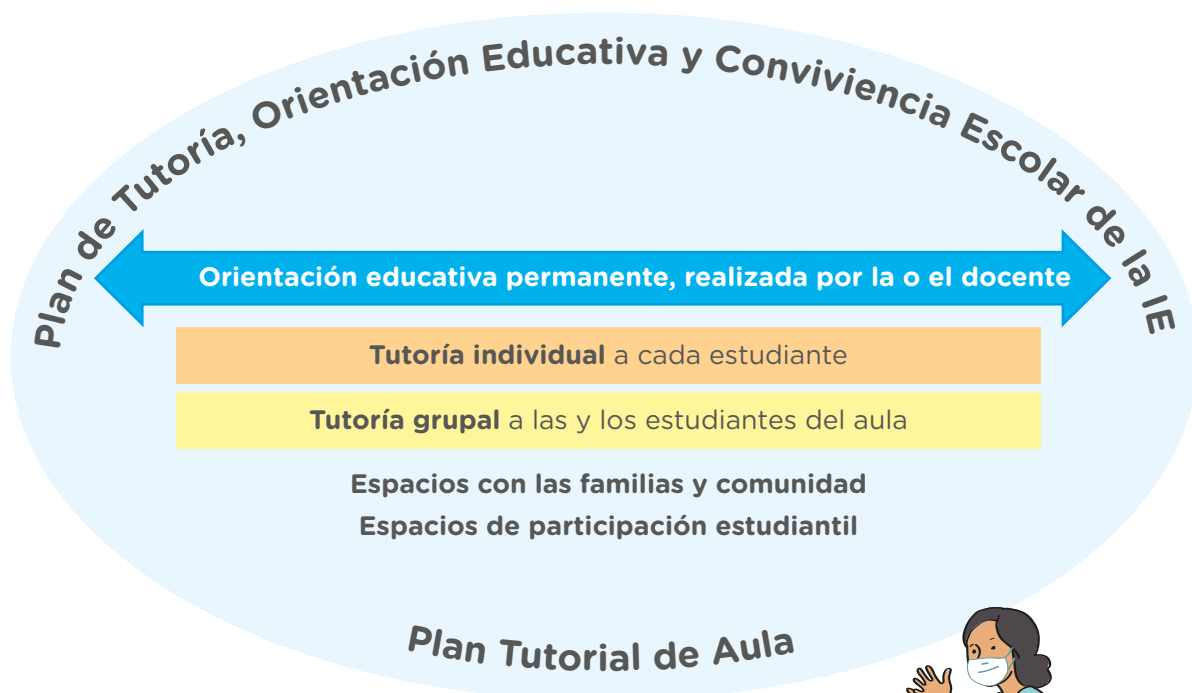 Plan de Tutoría, Orientación Educativa y Conviviencia Escolar de la IE
Orientación educativa permanente, realizada por la o el docente
Tutoría individual a cada estudiante
Tutoría grupal a las y los estudiantes del aula
Espacios con las familias y comunidad
Espacios de participación estudiantil
Plan Tutorial de Aula